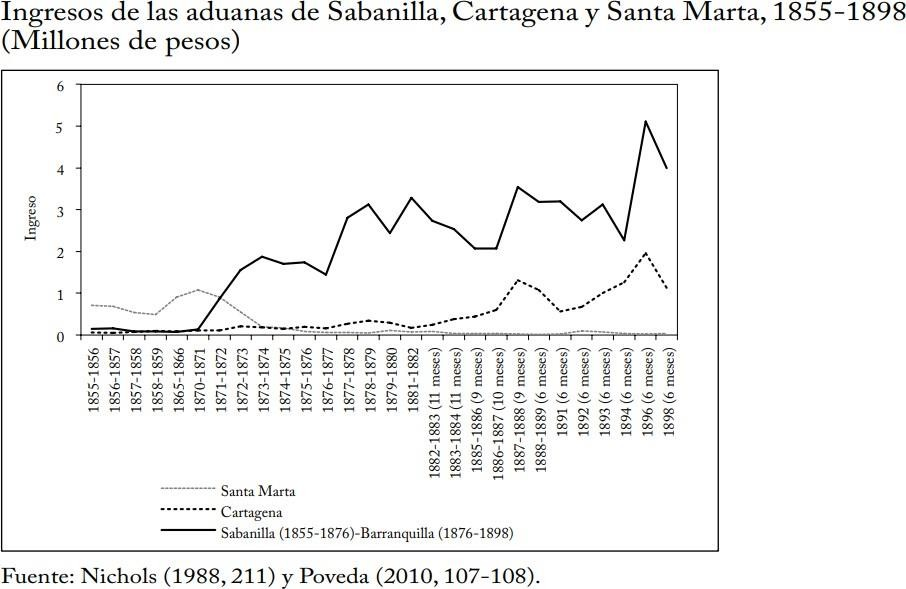 Ingresos de las aduanas de Sabanilla, Cartagena y Santa Marta, 1855-1898
(Millones de pesos)
6
5
4
3
2
1
0
Ingreso
1855-1856
1856-1857
1857-1858
1858-1859
1865-1866
1870-1871
1871-1872
1872-1873
1873-1874
1874-1875
1875-1876
1876-1877
1877-1878
1878-1879
1879-1880
1881-1882
1882-1883 (11 meses)
1883-1884 (11 meses)
1885-1886 (9 meses)
1886-1887 (10 meses)
1887-1888 (9 meses)
1888-1889 (6 meses)
1891 (6 meses)
1892 (6 meses)
1893 (6 meses)
1894 (6 meses)
1896 (6 meses)
1898 (6 meses)
Santa Marta
Cartagena
Sabanilla (1855-1876)-Barranquilla (1876-1898)
Fuente: Nichols (1988, 211) y Poveda (2010, 107-108).